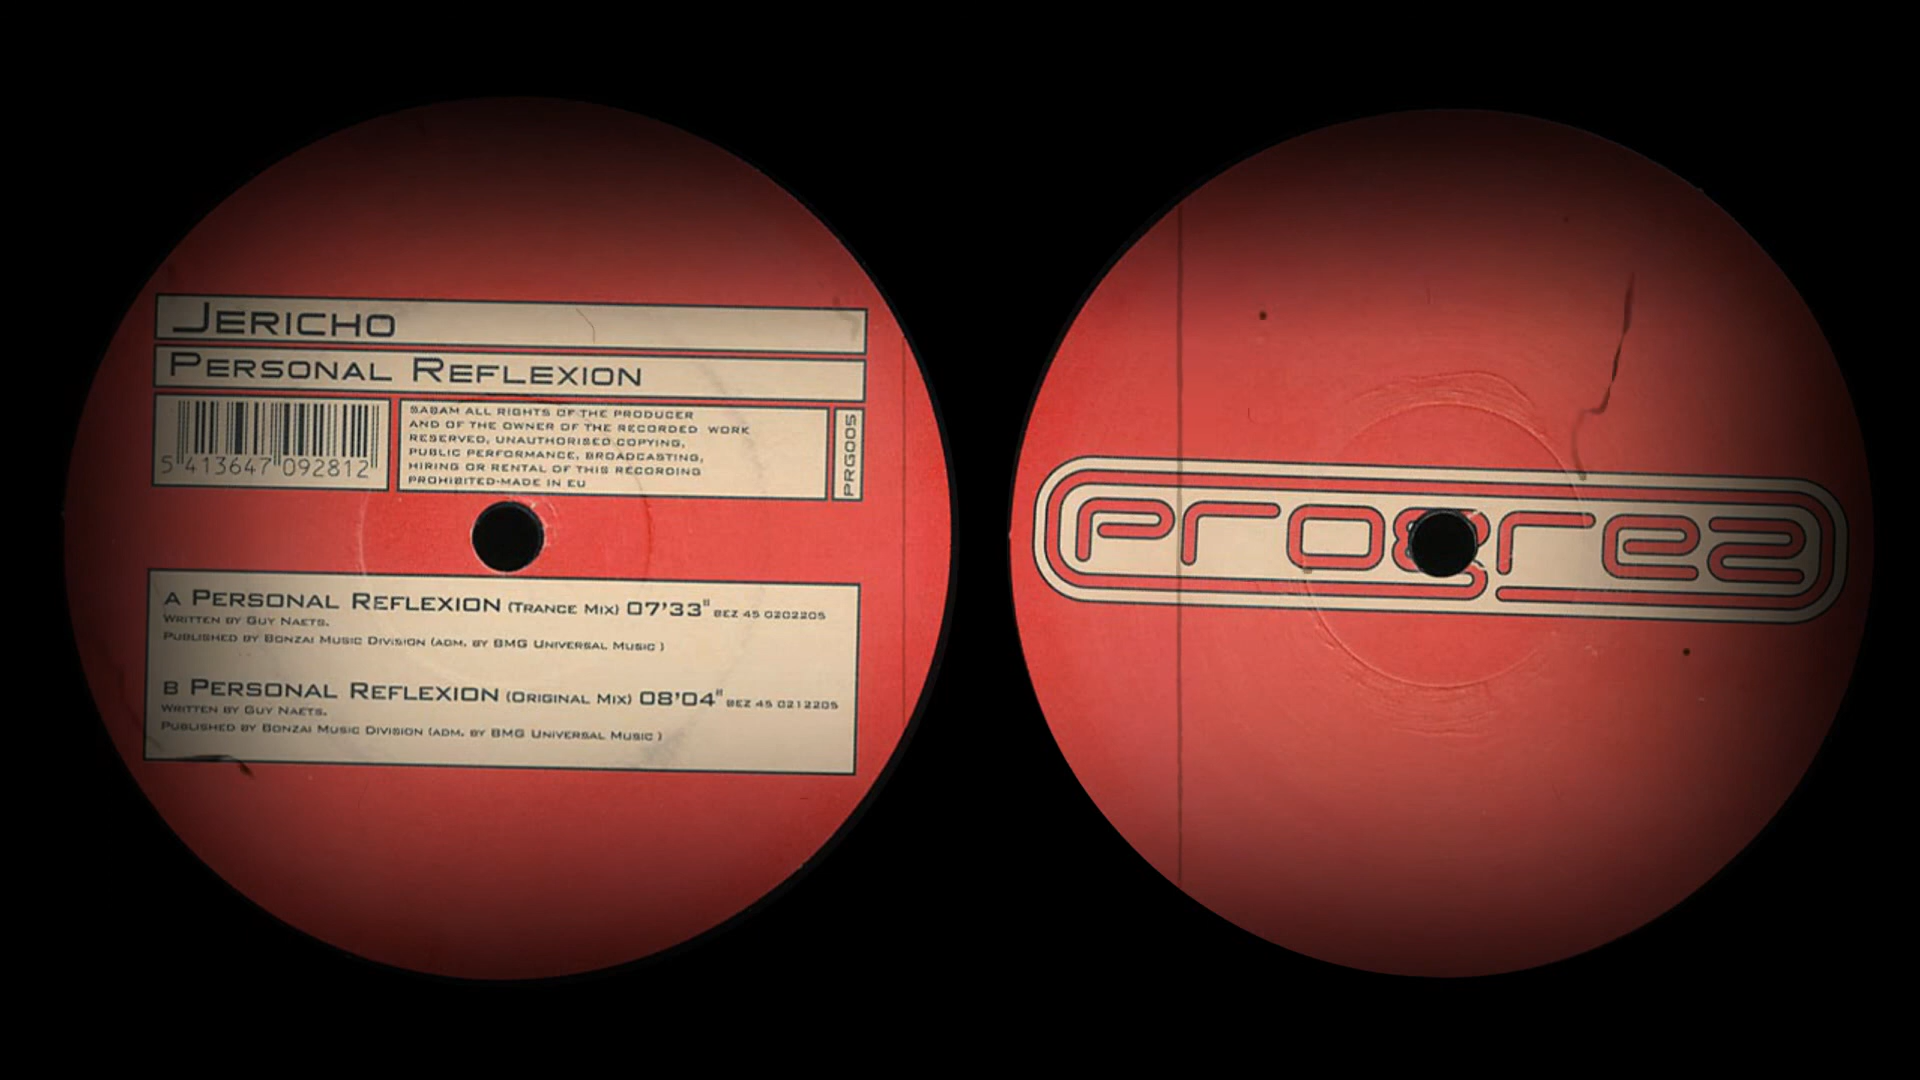 Jericho
Personal Reflexion
5 413647 092812
SABAM ALL RIGHTS OF THE PRODUCER
AND OF THE OWNER OF THE RECORDED WORK
RESERVED, UNAUTHORISED COPYING,
PUBLIC PERFORMANCE, BROADCASTING,
HIRING OR RENTAL OF THIS RECORDING
PROHIBITED-MADE IN EU
PRG005
A Personal Reflexion (Trance Mix) 07'33" BEZ 45 0202205
Written by Guy Naets.
Published by Bonzai Music Division (adm. by BMG Universal Music )
B Personal Reflexion (Original Mix) 08'04" BEZ 45 0212205
Written by Guy Naets.
Published by Bonzai Music Division (adm. by BMG Universal Music )
progrez